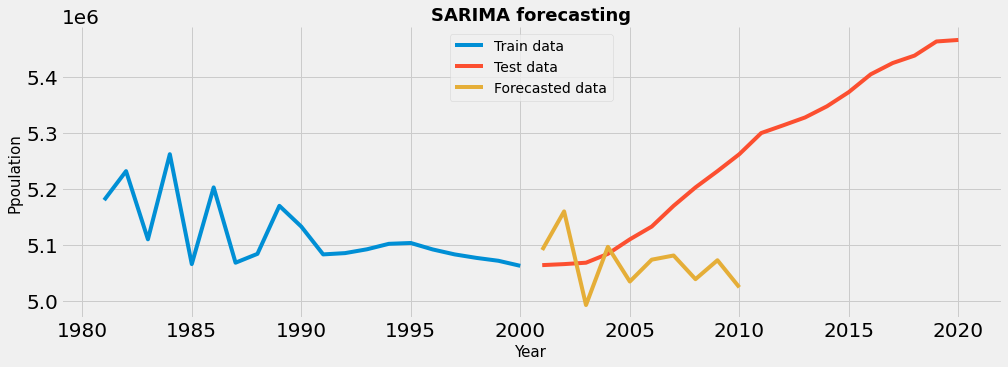 SARIMA forecasting
1e6
Train data
Test data
Forecasted data
5.4
5.3
5.2
5.1
5.0
Ppoulation
1980 1985 1990 1995 2000 2005 2010 2015 2020
Year